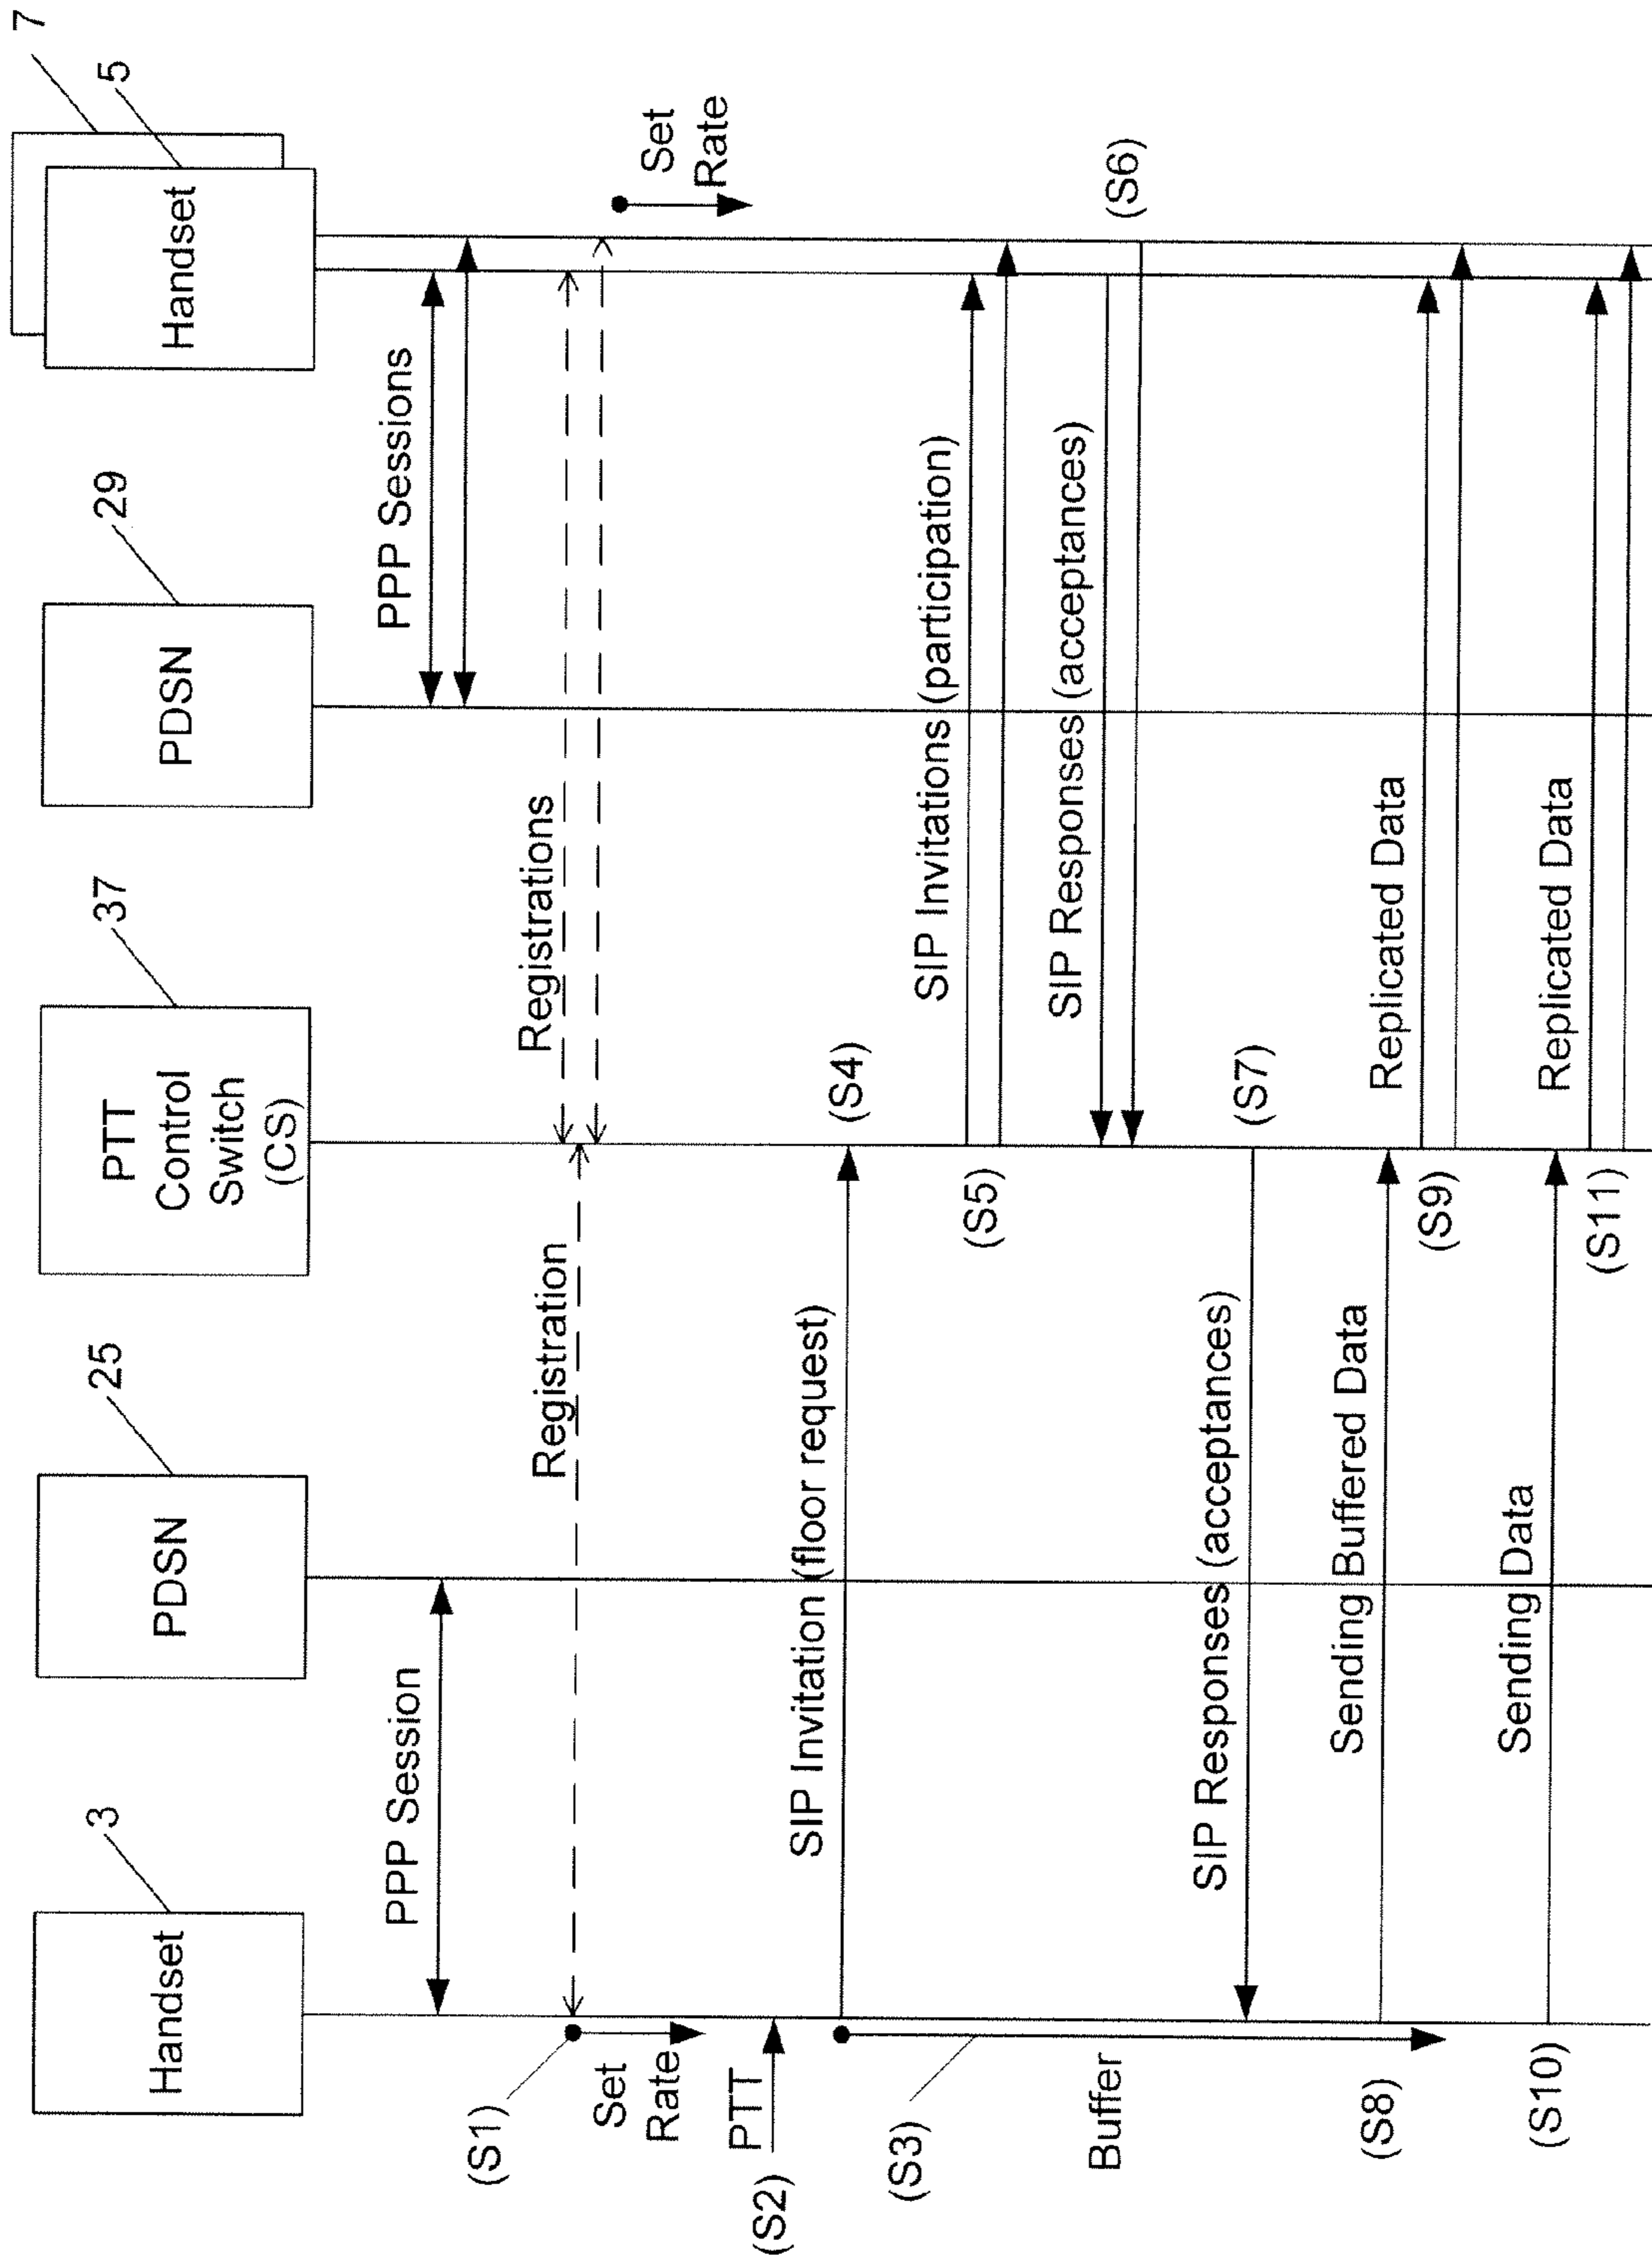 3
25
37
29
5
7
Handset
PDSN
PTT
Control
Switch
(CS)
PDSN
Handset
PPP Session
PPP Sessions
Registration
Registrations
(S1)
Set
Rate
Set
Rate
(S2)
PTT
SIP Invitation (floor request)
(S4)
(S3)
Buffer
SIP Invitations (participation)
(S5)
SIP Responses (acceptances)
(S6)
SIP Responses (acceptances)
(S7)
Sending Buffered Data
(S8)
Replicated Data
(S9)
Sending Data
(S10)
Replicated Data
(S11)